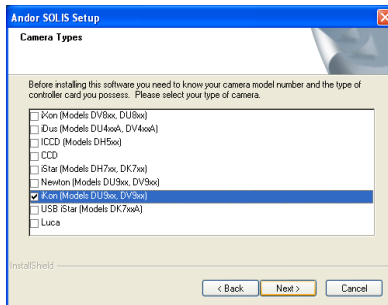 Andor SOLIS Setup
Camera Types
Before installing this software you need to know your camera model number and the type of
controller card you possess. Please select your type of camera.
iXon (Models DV8xx, DU8xx)
iDus (Models DU4xxA, DV4xxA)
ICCD (Models DH5xx)
CCD
iStar (Models DH7xx, DK7xx)
Newton (Models DU9xx, DV9xx)
iKon (Models DU9xx, DV9xx)
USB iStar (Models DK7xxA)
Luca
InstallShield
< Back
Next >
Cancel